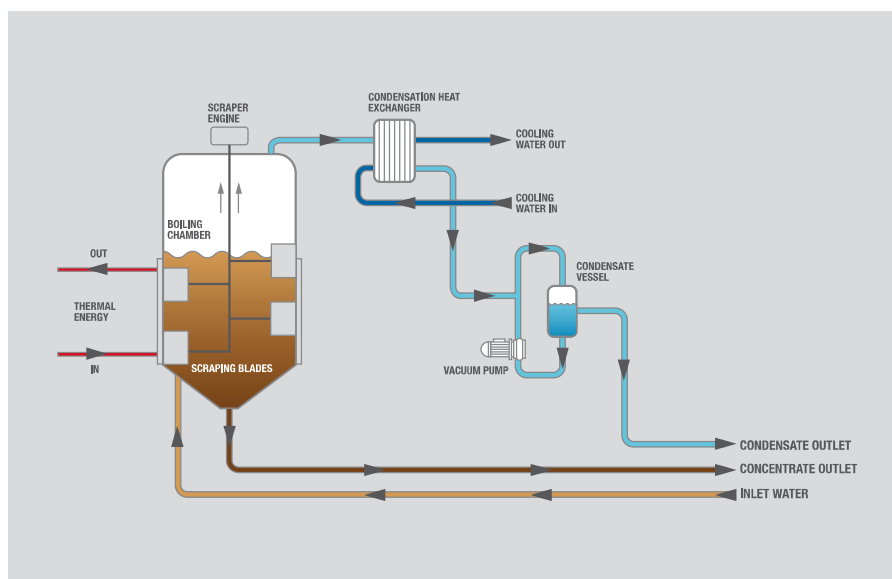 SCRAPER
ENGINE
CONDENSATION HEAT
EXCHANGER
COOLING
WATER OUT
COOLING
WATER IN
BOILING
CHAMBER
OUT
THERMAL
ENERGY
IN
SCRAPING BLADES
CONDENSATE
VESSEL
VACUUM PUMP
CONDENSATE OUTLET
CONCENTRATE OUTLET
INLET WATER